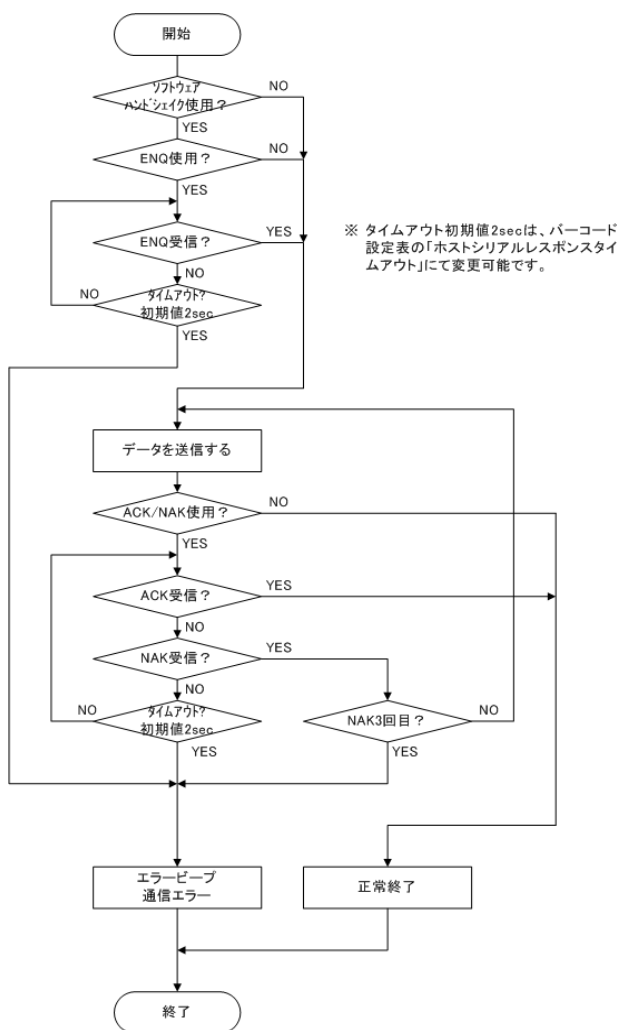 開始
ソフトウェア
ハンドシェイク使用？
NO
YES
ENQ使用？
NO
YES
ENQ受信？
YES
NO
タイムアウト?
初期値2sec
NO
YES
※ タイムアウト初期値2secは、バーコード
設定表の「ホストシリアルレスポンスタイ
ムアウト」にて変更可能です。
データを送信する
ACK/NAK使用？
NO
YES
ACK受信？
YES
NO
NAK受信？
YES
NO
タイムアウト?
初期値2sec
NO
YES
NAK3回目？
NO
YES
エラービープ
通信エラー
正常終了
終了